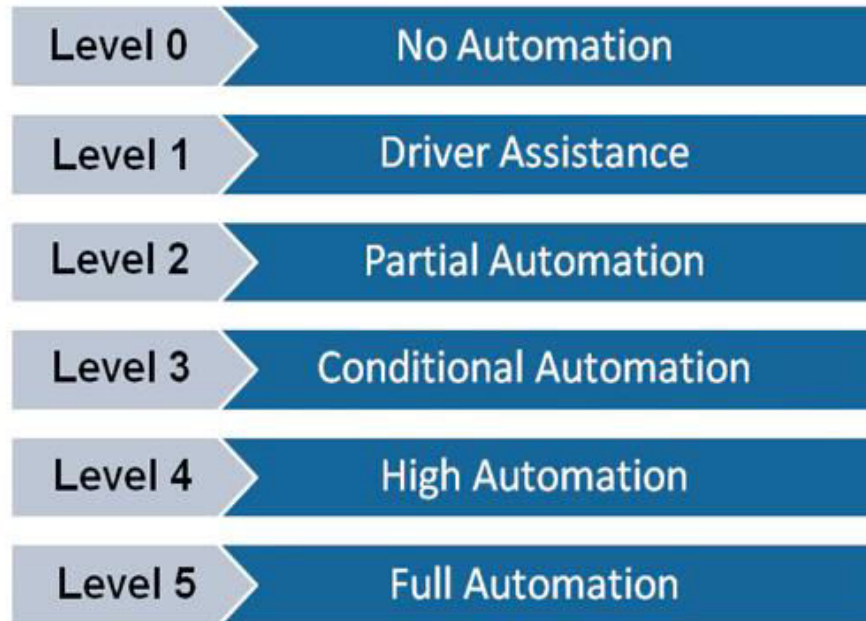 Level 0 No Automation
Level 1 Driver Assistance
Level 2 Partial Automation
Level 3 Conditional Automation
Level 4 High Automation
Level 5 Full Automation